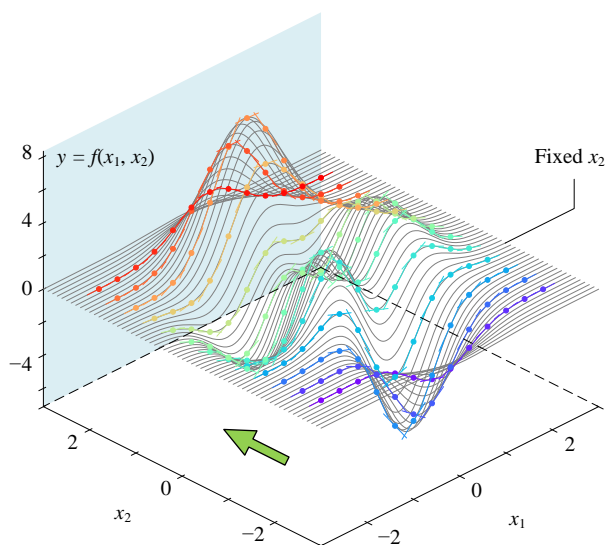 8
y = f(x₁, x₂)
Fixed x₂
4
0
−4
2
0
−2
x₂
−2
0
2
x₁